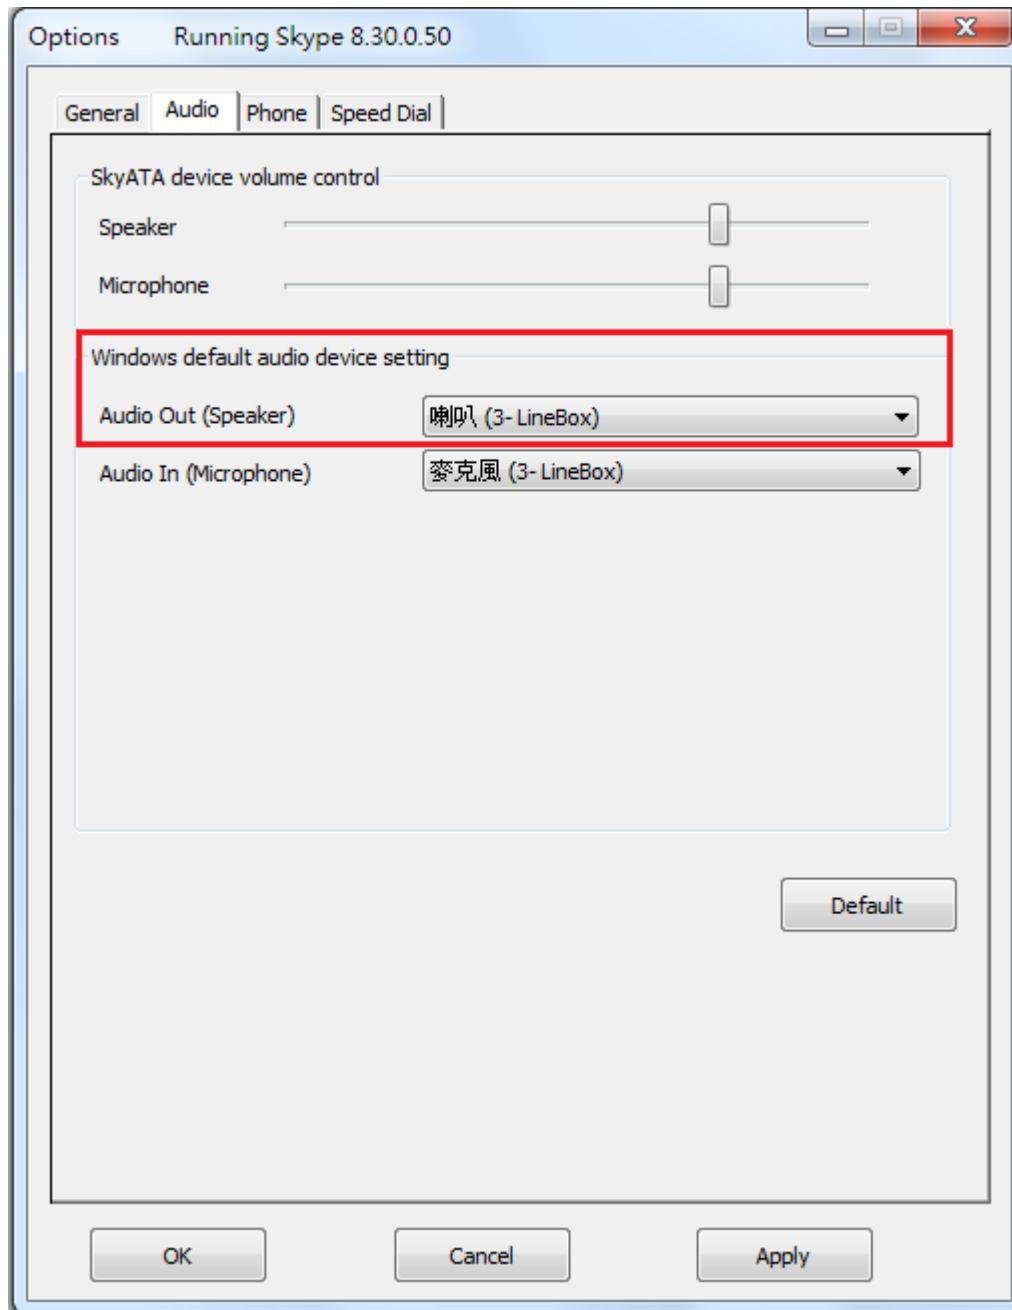 Options Running Skype 8.30.0.50
General Audio Phone Speed Dial
SkyATA device volume control
Speaker
Microphone
Windows default audio device setting
Audio Out (Speaker) 喇叭 (3- LineBox)
Audio In (Microphone) 麥克風 (3- LineBox)
Default
OK Cancel Apply